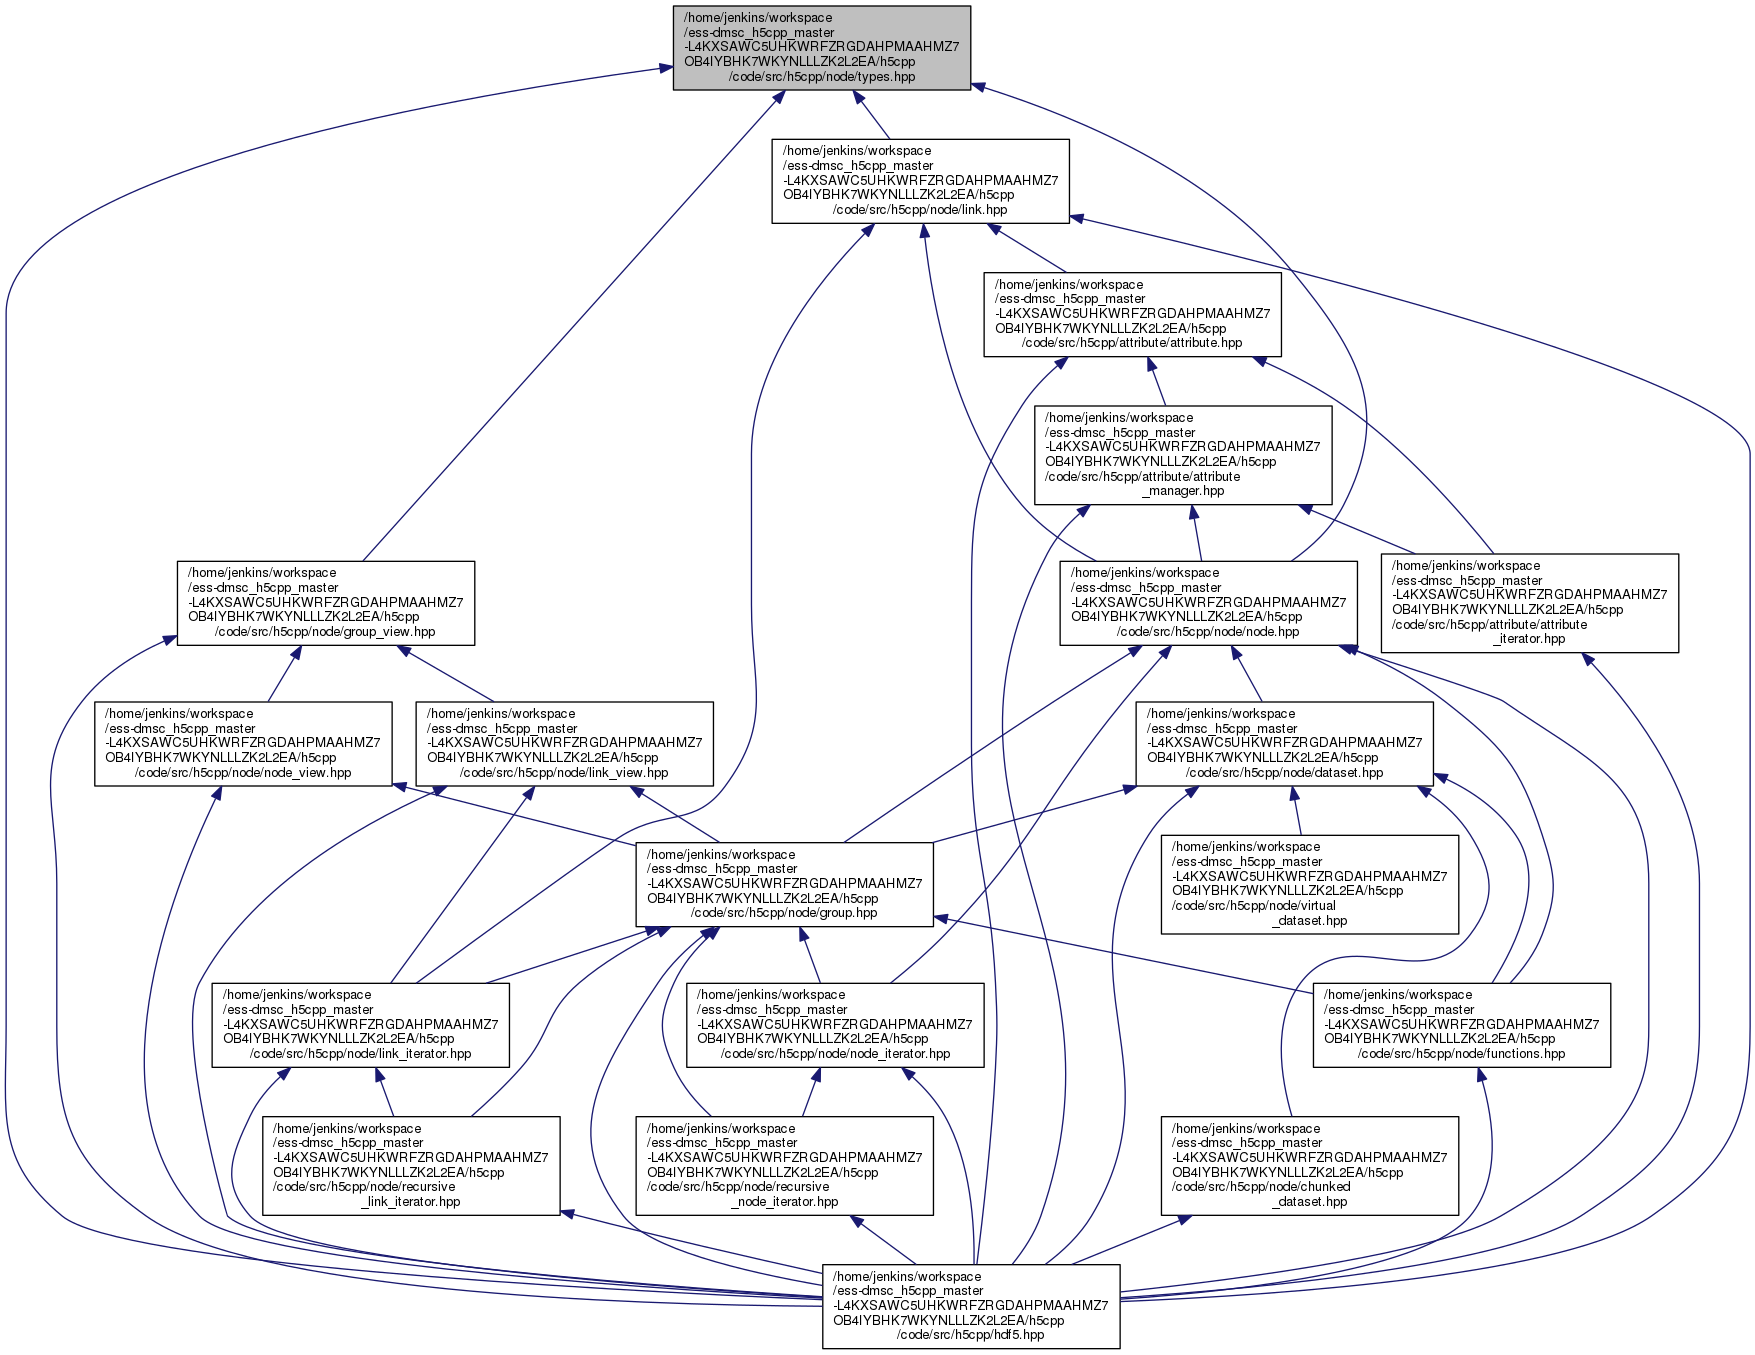 /home/jenkins/workspace
/ess-dmsc_h5cpp_master
-L4KXSAWC5UHKWRFZRGDAHPMAAHMZ7
OB4IYBHK7WKYNLLLZK2L2EA/h5cpp
/code/src/h5cpp/node/types.hpp
/home/jenkins/workspace
/ess-dmsc_h5cpp_master
-L4KXSAWC5UHKWRFZRGDAHPMAAHMZ7
OB4IYBHK7WKYNLLLZK2L2EA/h5cpp
/code/src/h5cpp/node/link.hpp
/home/jenkins/workspace
/ess-dmsc_h5cpp_master
-L4KXSAWC5UHKWRFZRGDAHPMAAHMZ7
OB4IYBHK7WKYNLLLZK2L2EA/h5cpp
/code/src/h5cpp/attribute/attribute.hpp
/home/jenkins/workspace
/ess-dmsc_h5cpp_master
-L4KXSAWC5UHKWRFZRGDAHPMAAHMZ7
OB4IYBHK7WKYNLLLZK2L2EA/h5cpp
/code/src/h5cpp/attribute/attribute
_manager.hpp
/home/jenkins/workspace
/ess-dmsc_h5cpp_master
-L4KXSAWC5UHKWRFZRGDAHPMAAHMZ7
OB4IYBHK7WKYNLLLZK2L2EA/h5cpp
/code/src/h5cpp/node/group_view.hpp
/home/jenkins/workspace
/ess-dmsc_h5cpp_master
-L4KXSAWC5UHKWRFZRGDAHPMAAHMZ7
OB4IYBHK7WKYNLLLZK2L2EA/h5cpp
/code/src/h5cpp/node/node.hpp
/home/jenkins/workspace
/ess-dmsc_h5cpp_master
-L4KXSAWC5UHKWRFZRGDAHPMAAHMZ7
OB4IYBHK7WKYNLLLZK2L2EA/h5cpp
/code/src/h5cpp/attribute/attribute
_iterator.hpp
/home/jenkins/workspace
/ess-dmsc_h5cpp_master
-L4KXSAWC5UHKWRFZRGDAHPMAAHMZ7
OB4IYBHK7WKYNLLLZK2L2EA/h5cpp
/code/src/h5cpp/node/node_view.hpp
/home/jenkins/workspace
/ess-dmsc_h5cpp_master
-L4KXSAWC5UHKWRFZRGDAHPMAAHMZ7
OB4IYBHK7WKYNLLLZK2L2EA/h5cpp
/code/src/h5cpp/node/link_view.hpp
/home/jenkins/workspace
/ess-dmsc_h5cpp_master
-L4KXSAWC5UHKWRFZRGDAHPMAAHMZ7
OB4IYBHK7WKYNLLLZK2L2EA/h5cpp
/code/src/h5cpp/node/dataset.hpp
/home/jenkins/workspace
/ess-dmsc_h5cpp_master
-L4KXSAWC5UHKWRFZRGDAHPMAAHMZ7
OB4IYBHK7WKYNLLLZK2L2EA/h5cpp
/code/src/h5cpp/node/group.hpp
/home/jenkins/workspace
/ess-dmsc_h5cpp_master
-L4KXSAWC5UHKWRFZRGDAHPMAAHMZ7
OB4IYBHK7WKYNLLLZK2L2EA/h5cpp
/code/src/h5cpp/node/virtual
_dataset.hpp
/home/jenkins/workspace
/ess-dmsc_h5cpp_master
-L4KXSAWC5UHKWRFZRGDAHPMAAHMZ7
OB4IYBHK7WKYNLLLZK2L2EA/h5cpp
/code/src/h5cpp/node/link_iterator.hpp
/home/jenkins/workspace
/ess-dmsc_h5cpp_master
-L4KXSAWC5UHKWRFZRGDAHPMAAHMZ7
OB4IYBHK7WKYNLLLZK2L2EA/h5cpp
/code/src/h5cpp/node/node_iterator.hpp
/home/jenkins/workspace
/ess-dmsc_h5cpp_master
-L4KXSAWC5UHKWRFZRGDAHPMAAHMZ7
OB4IYBHK7WKYNLLLZK2L2EA/h5cpp
/code/src/h5cpp/node/functions.hpp
/home/jenkins/workspace
/ess-dmsc_h5cpp_master
-L4KXSAWC5UHKWRFZRGDAHPMAAHMZ7
OB4IYBHK7WKYNLLLZK2L2EA/h5cpp
/code/src/h5cpp/node/recursive
_link_iterator.hpp
/home/jenkins/workspace
/ess-dmsc_h5cpp_master
-L4KXSAWC5UHKWRFZRGDAHPMAAHMZ7
OB4IYBHK7WKYNLLLZK2L2EA/h5cpp
/code/src/h5cpp/node/recursive
_node_iterator.hpp
/home/jenkins/workspace
/ess-dmsc_h5cpp_master
-L4KXSAWC5UHKWRFZRGDAHPMAAHMZ7
OB4IYBHK7WKYNLLLZK2L2EA/h5cpp
/code/src/h5cpp/node/chunked
_dataset.hpp
/home/jenkins/workspace
/ess-dmsc_h5cpp_master
-L4KXSAWC5UHKWRFZRGDAHPMAAHMZ7
OB4IYBHK7WKYNLLLZK2L2EA/h5cpp
/code/src/h5cpp/hdf5.hpp